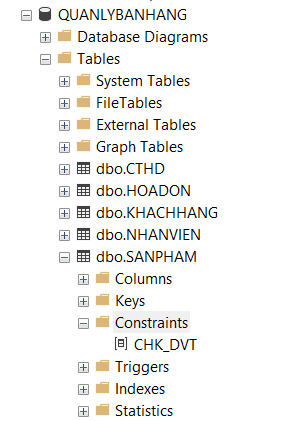 QUANLYBANHANG
Database Diagrams
Tables
System Tables
FileTables
External Tables
Graph Tables
dbo.CTHD
dbo.HOADON
dbo.KHACHHANG
dbo.NHANVIEN
dbo.SANPHAM
Columns
Keys
Constraints
CHK_DVT
Triggers
Indexes
Statistics